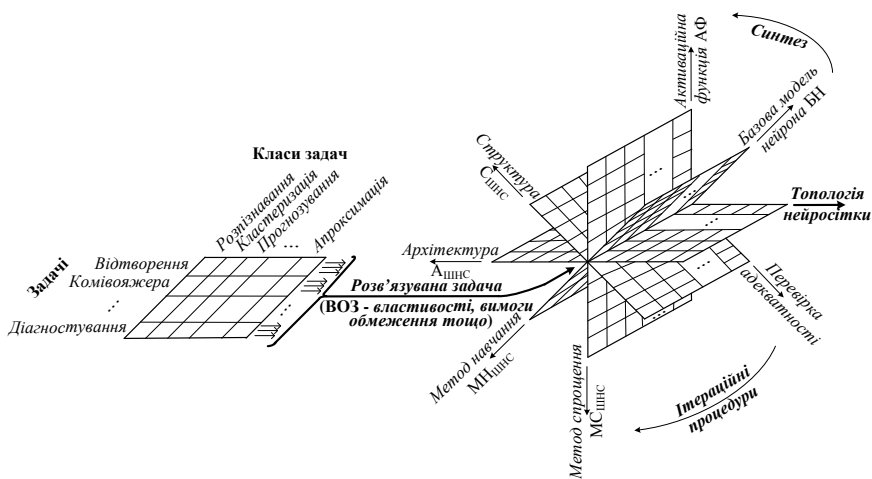 Класи задач
Розпізнавання
Кластеризація
Прогнозування
...
Апроксимація
Задачі
Відтворення
Комівояжера
...
Діагностування
Розв’язувана задача
(ВОЗ - властивості, вимоги
обмеження тощо)
Архітектура
АШНС
Структура
СШНС
Активаційна
функція АФ
Синтез
Базова модель
нейрона БН
Топологія
нейросітки
Перевірка
адекватності
Ітераційні
процедури
Метод спрощення
МСШНС
Метод навчання
МНШНС